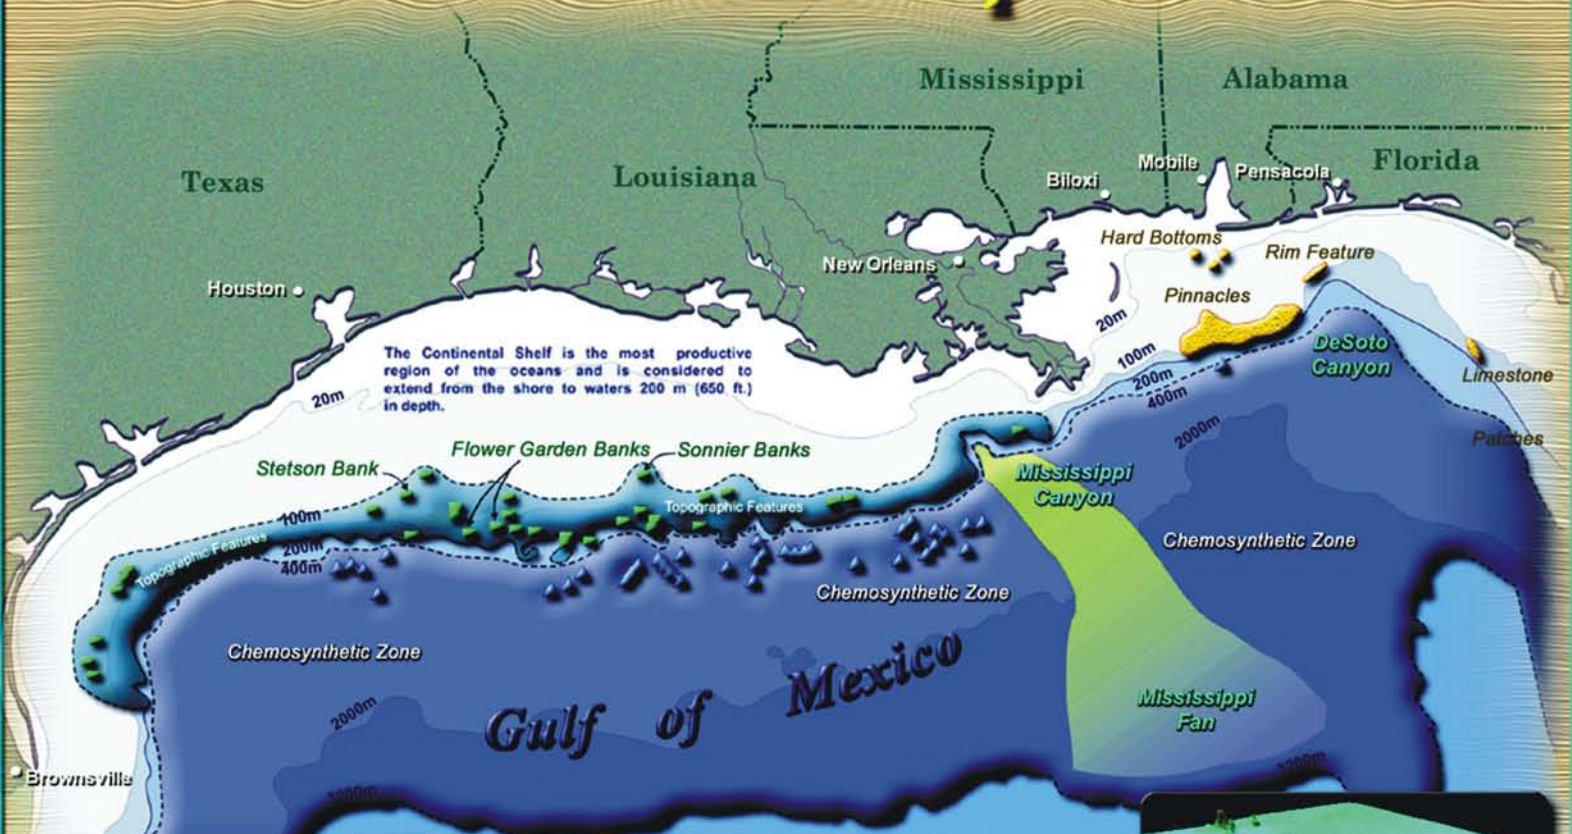 Mississippi
Alabama
Texas
Louisiana
Florida
Mobile
Pensacola
Biloxi
Hard Bottoms
Rim Feature
New Orleans
Houston
Pinnacles
20m
100m
200m
400m
2000m
DeSoto
Canyon
Limestone
Patches
The Continental Shelf is the most productive
region of the oceans and is considered to
extend from the shore to waters 200 m (650 ft.)
in depth.
20m
Stetson Bank
Flower Garden Banks
Sonnier Banks
Topographic Features
100m
200m
400m
Topographic Features
Mississippi
Canyon
Chemosynthetic Zone
Chemosynthetic Zone
Chemosynthetic Zone
2000m
Gulf of Mexico
Mississippi
Fan
Brownsville